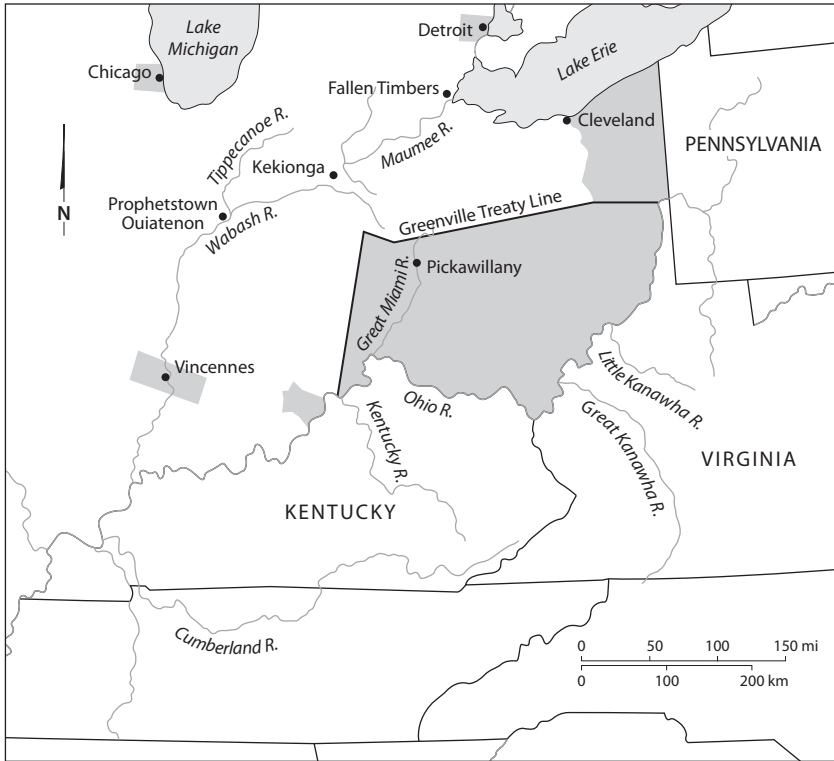 Lake
Michigan
Detroit
Lake Erie
Chicago
Fallen Timbers
Cleveland
Tippecanoe R.
Maumee R.
PENNSYLVANIA
Kekionga
N
Prophetstown
Ouiatenon
Wabash R.
Greenville Treaty Line
Pickawillany
Great Miami R.
Vincennes
Little Kanawha R.
Ohio R.
Kentucky R.
Great Kanawha R.
VIRGINIA
KENTUCKY
Cumberland R.
0 50 100 150 mi
0 100 200 km